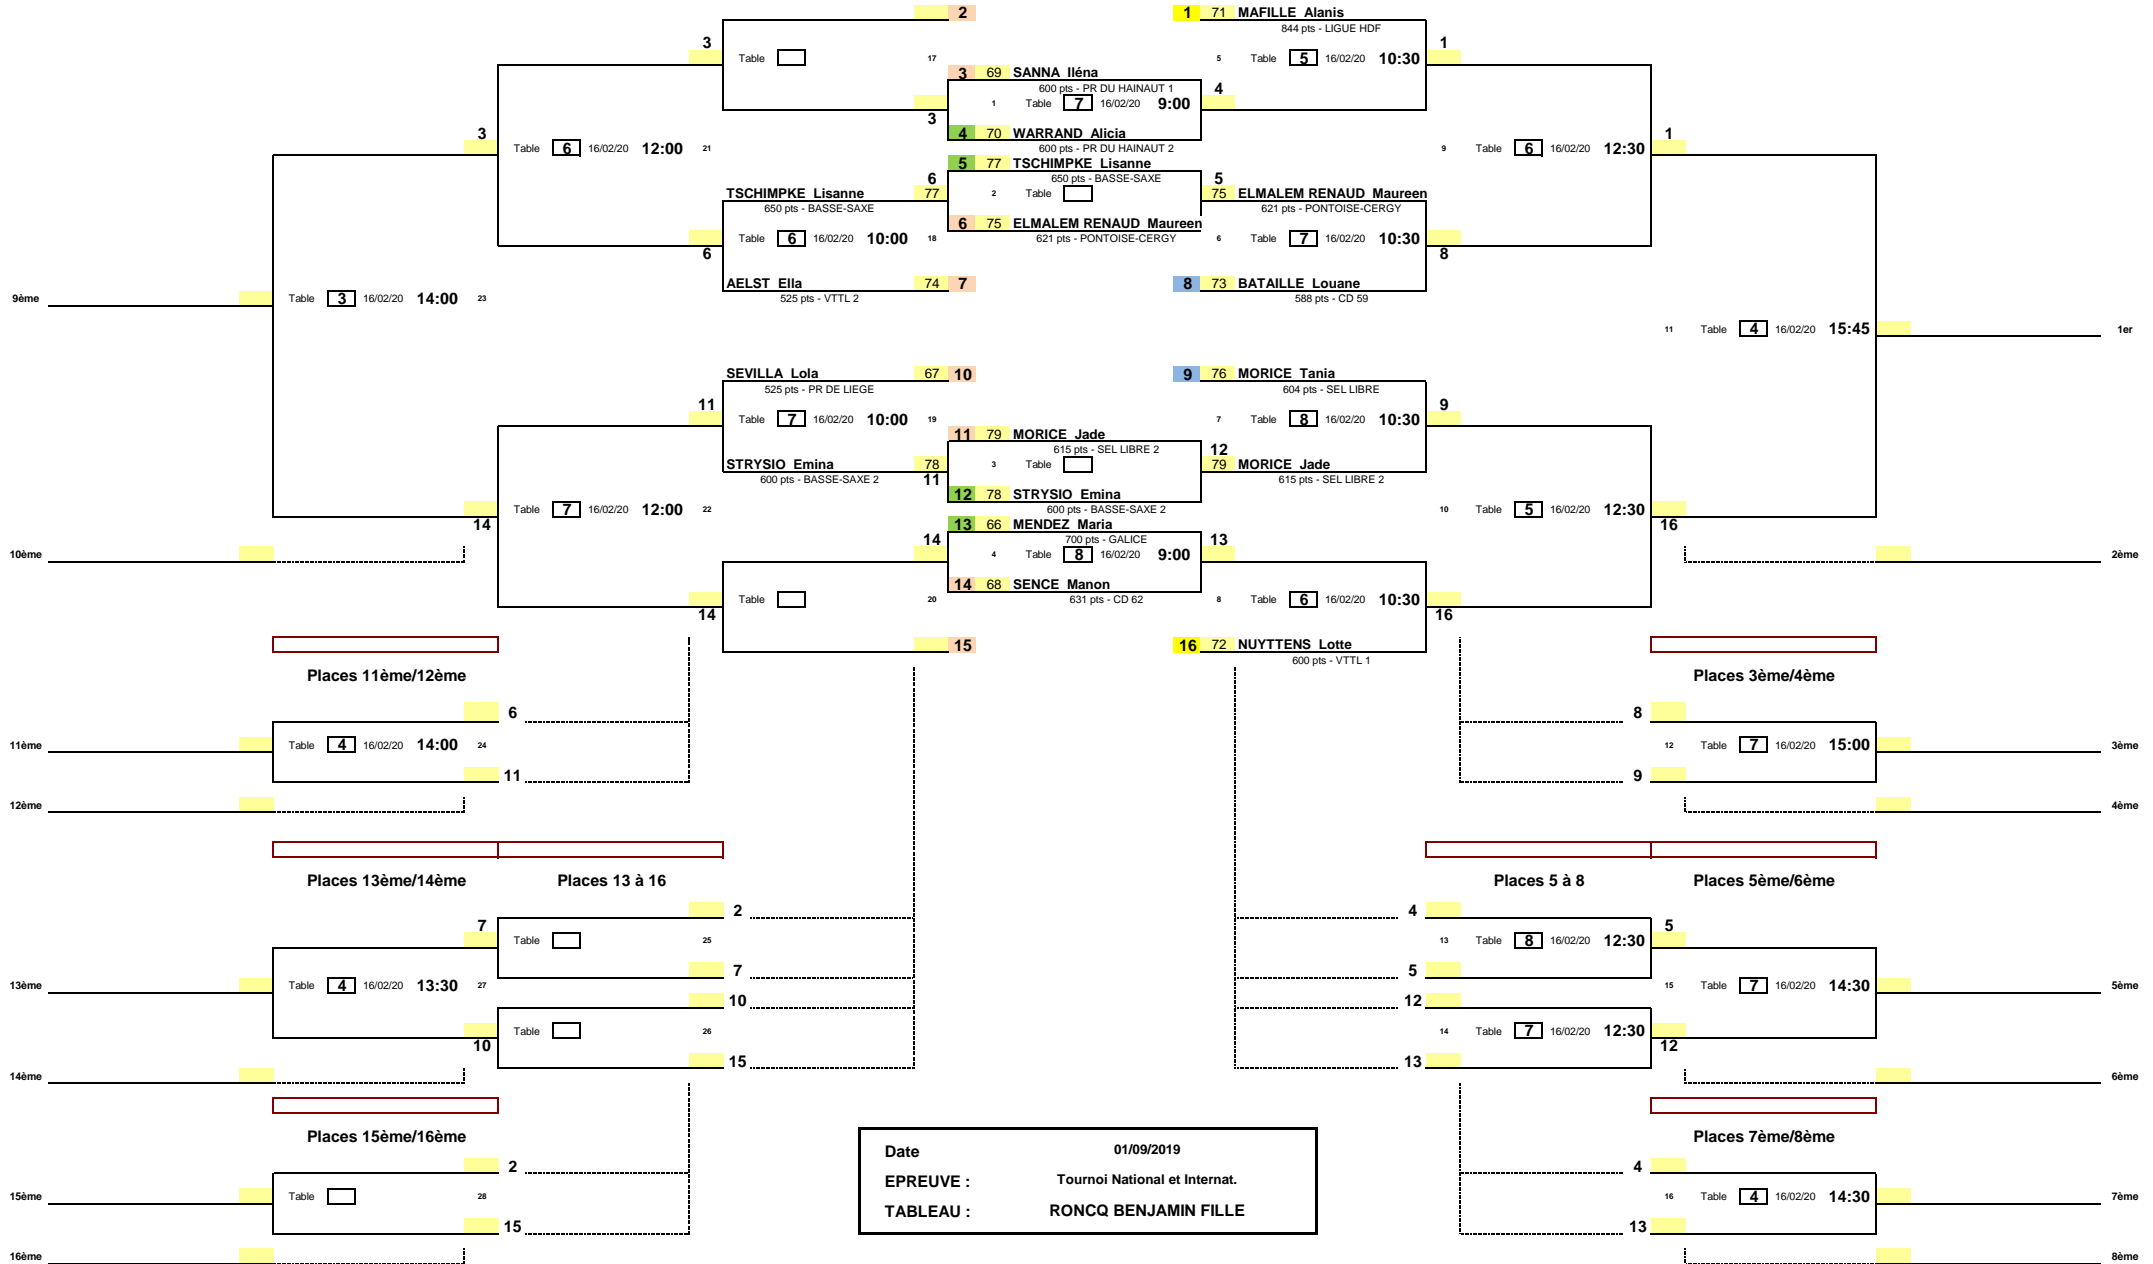 2
1 71 MAFILLE Alanis
844 pts - LIGUE HDF
3
1
Table
17
5 Table 5 16/02/20 10:30
3 69 SANNA Iléna
600 pts - PR DU HAINAUT 1
4
1 Table 7 16/02/20 9:00
3
4 70 WARRAND Alicia
600 pts - PR DU HAINAUT 2
3
1
Table 6 16/02/20 12:00 21
9 Table 6 16/02/20 12:30
5 77 TSCHIMPKE Lisanne
650 pts - BASSE-SAXE
6
5
TSCHIMPKE Lisanne 77
650 pts - BASSE-SAXE
2 Table
75 ELMALEM RENAUD Maureen
621 pts - PONTOISE-CERGY
6 75 ELMALEM RENAUD Maureen
621 pts - PONTOISE-CERGY
Table 6 16/02/20 10:00 18
6 Table 7 16/02/20 10:30
6
8
AELST Ella 74 7
525 pts - VTTL 2
8 73 BATAILLE Louane
588 pts - CD 59
9ème
Table 3 16/02/20 14:00 23
11 Table 4 16/02/20 15:45
1er
SEVILLA Lola 67 10
525 pts - PR DE LIEGE
9 76 MORICE Tania
604 pts - SEL LIBRE
11
9
Table 7 16/02/20 10:00 19
7 Table 8 16/02/20 10:30
11 79 MORICE Jade
615 pts - SEL LIBRE 2
12
STRYSIO Emina 78
600 pts - BASSE-SAXE 2
11
3 Table
79 MORICE Jade
615 pts - SEL LIBRE 2
12 78 STRYSIO Emina
600 pts - BASSE-SAXE 2
Table 7 16/02/20 12:00 22
10 Table 5 16/02/20 12:30
14
16
13 66 MENDEZ Maria
700 pts - GALICE
14
13
10ème
4 Table 8 16/02/20 9:00
2ème
14 68 SENCE Manon
631 pts - CD 62
Table
20
8 Table 6 16/02/20 10:30
14
16
15
16 72 NUYTTENS Lotte
600 pts - VTTL 1
Places 11ème/12ème
Places 3ème/4ème
6
8
11ème
Table 4 16/02/20 14:00 24
12 Table 7 16/02/20 15:00
3ème
11
9
12ème
4ème
Places 13ème/14ème
Places 13 à 16
Places 5 à 8
Places 5ème/6ème
2
4
7
5
Table
25
13 Table 8 16/02/20 12:30
7
5
13ème
Table 4 16/02/20 13:30 27
15 Table 7 16/02/20 14:30
5ème
10
12
Table
26
14 Table 7 16/02/20 12:30
10
12
15
13
14ème
6ème
Places 15ème/16ème
Places 7ème/8ème
Date 01/09/2019
EPREUVE : Tournoi National et Internat.
TABLEAU : RONCQ BENJAMIN FILLE
2
4
15ème
Table
28
16 Table 4 16/02/20 14:30
7ème
15
13
16ème
8ème